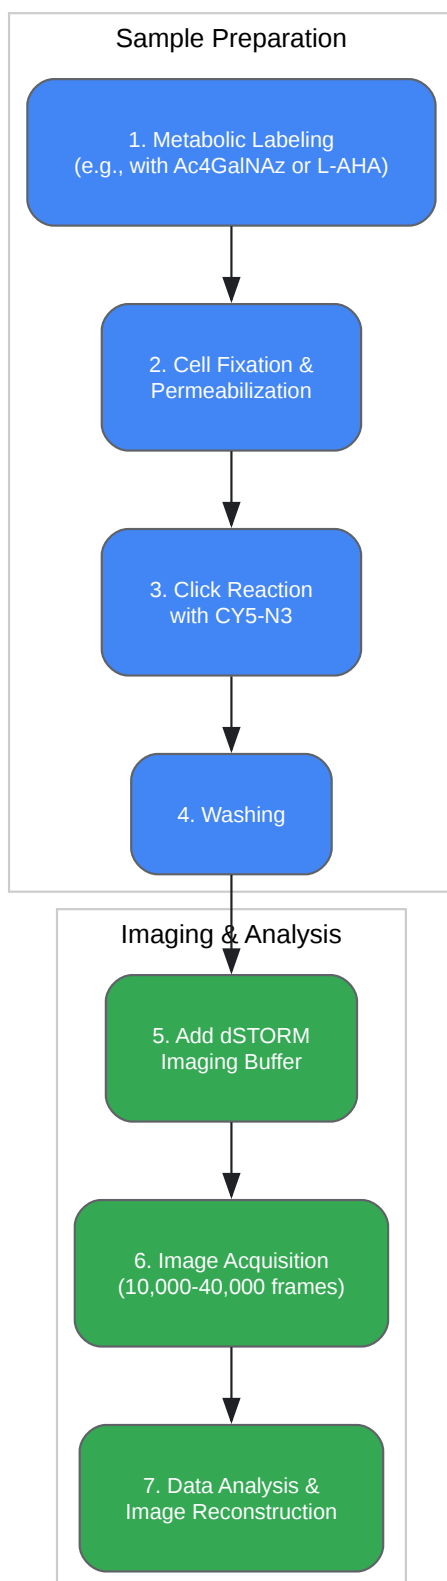 Sample Preparation
1. Metabolic Labeling
(e.g., with Ac4GalNAz or L-AHA)
2. Cell Fixation &
Permeabilization
3. Click Reaction
with CY5-N3
4. Washing
Imaging & Analysis
5. Add dSTORM
Imaging Buffer
6. Image Acquisition
(10,000-40,000 frames)
7. Data Analysis &
Image Reconstruction